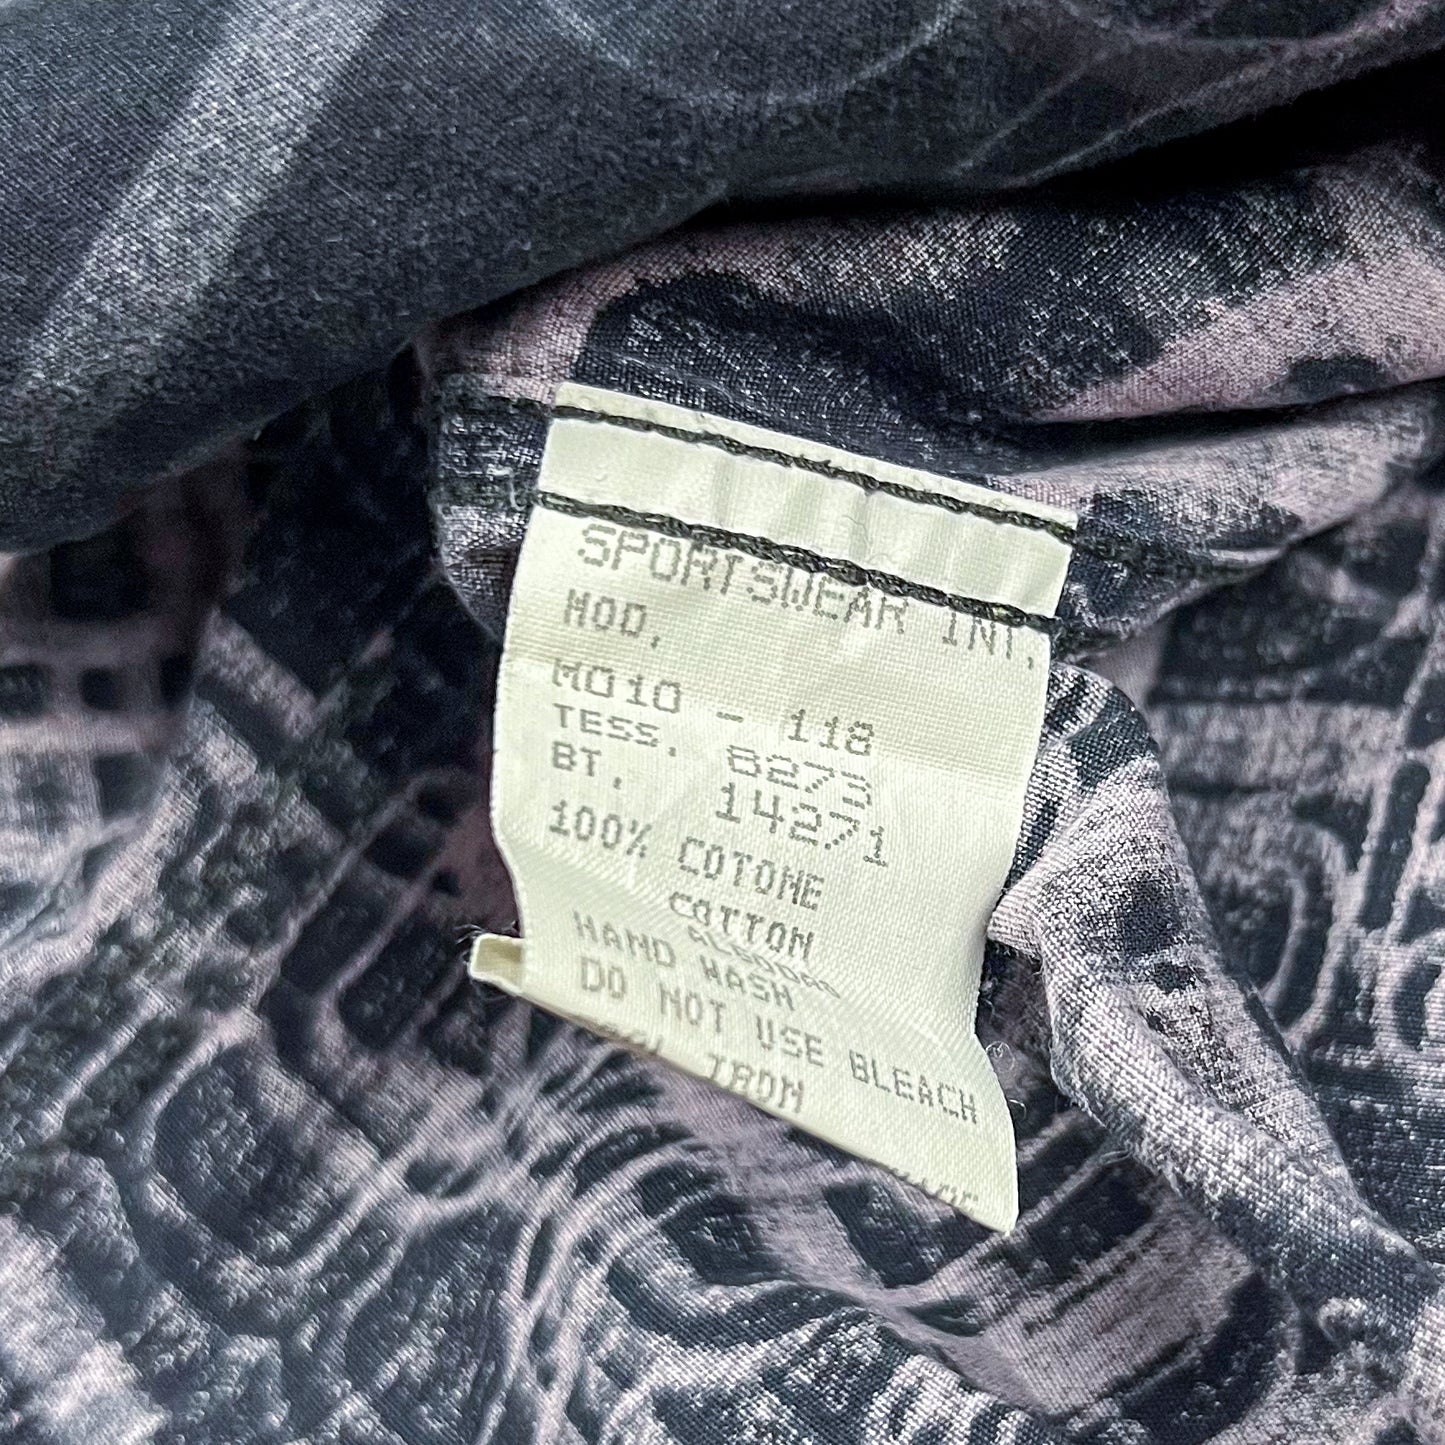 SPORTSWEAR INT.
MOD.
MO10 - 118
TESS. 8273
BT. 14271
100% COTONE
COTTON
ALGODAO
HAND WASH
DO NOT USE BLEACH
IRON